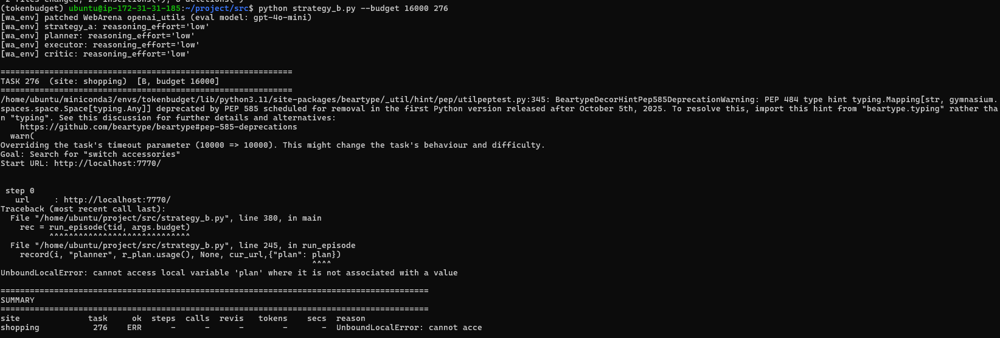 2 files changed, 29 insertions(+), 8 deletions(-)
(tokenbudget) ubuntu@ip-172-31-31-185:~/project/src$ python strategy_b.py --budget 16000 276
[wa_env] patched WebArena openai_utils (eval model: gpt-4o-mini)
[wa_env] strategy_a: reasoning_effort='low'
[wa_env] planner: reasoning_effort='low'
[wa_env] executor: reasoning_effort='low'
[wa_env] critic: reasoning_effort='low'
============================================================
TASK 276  (site: shopping)  [B, budget 16000]
============================================================
/home/ubuntu/miniconda3/envs/tokenbudget/lib/python3.11/site-packages/beartype/_util/hint/pep/utilpeptest.py:345: BeartypeDecorHintPep585DeprecationWarning: PEP 484 type hint typing.Mapping[str, gymnasium.
spaces.space.Space[typing.Any]] deprecated by PEP 585 scheduled for removal in the first Python version released after October 5th, 2025. To resolve this, import this hint from "beartype.typing" rather tha
n "typing". See this discussion for further details and alternatives:
    https://github.com/beartype/beartype#pep-585-deprecations
  warn(
Overriding the task's timeout parameter (10000 => 10000). This might change the task's behaviour and difficulty.
Goal: Search for "switch accessories"
Start URL: http://localhost:7770/
 step 0
   url     : http://localhost:7770/
Traceback (most recent call last):
  File "/home/ubuntu/project/src/strategy_b.py", line 380, in main
    rec = run_episode(tid, args.budget)
          ^^^^^^^^^^^^^^^^^^^^^^^^^^^^^
  File "/home/ubuntu/project/src/strategy_b.py", line 245, in run_episode
    record(i, "planner", r_plan.usage(), None, cur_url,{"plan": plan})
                                                                ^^^^
UnboundLocalError: cannot access local variable 'plan' where it is not associated with a value
========================================================================================
SUMMARY
========================================================================================
site              task     ok  steps  calls  revis   tokens    secs  reason
shopping           276    ERR      -      -      -        -       -  UnboundLocalError: cannot acce